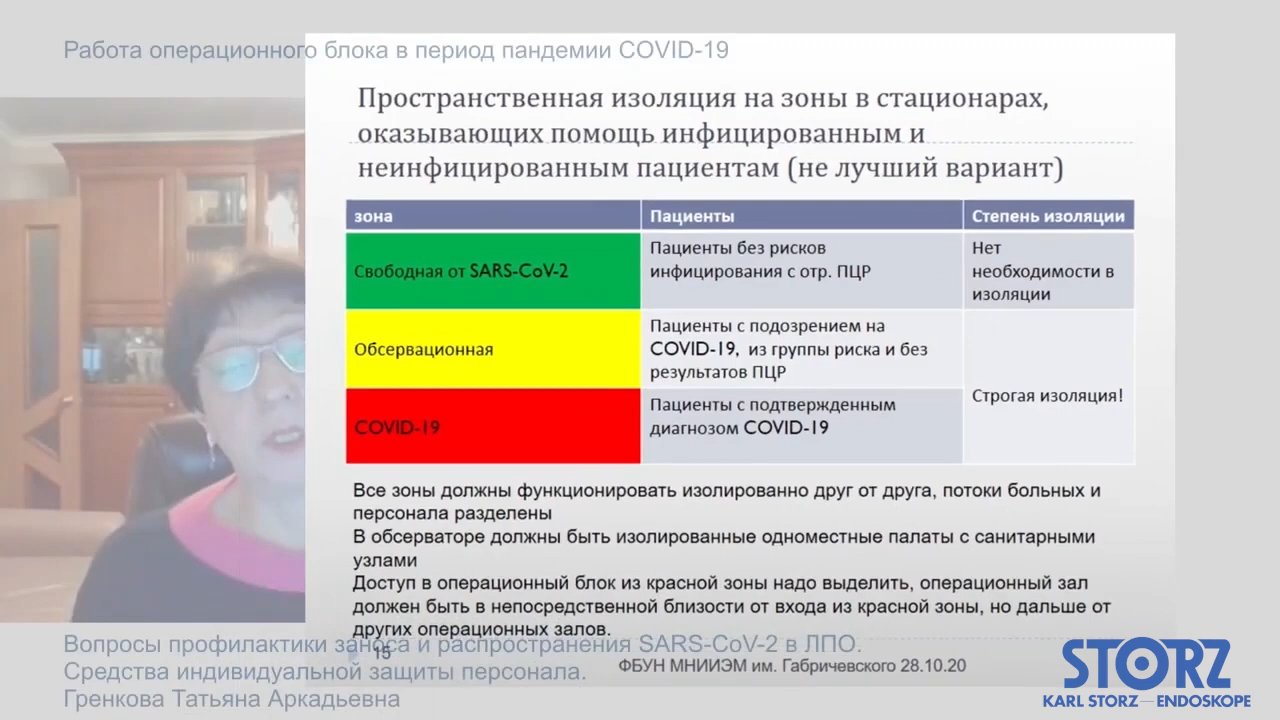 Работа операционного блока в период пандемии COVID-19
Пространственная изоляция на зоны в стационарах,
оказывающих помощь инфицированным и
неинфицированным пациентам (не лучший вариант)
зона
Пациенты
Степень изоляции
Свободная от SARS-CoV-2
Пациенты без рисков
инфицирования с отр. ПЦР
Нет
необходимости в
изоляции
Обсервационная
Пациенты с подозрением на
COVID-19, из группы риска и без
результатов ПЦР
Строгая изоляция!
COVID-19
Пациенты с подтвержденным
диагнозом COVID-19
Все зоны должны функционировать изолированно друг от друга, потоки больных и
персонала разделены
В обсерваторе должны быть изолированные одноместные палаты с санитарными
узлами
Доступ в операционный блок из красной зоны надо выделить, операционный зал
должен быть в непосредственной близости от входа из красной зоны, но дальше от
других операционных залов.
15
ФБУН МНИИЭМ им. Габричевского 28.10.20
Вопросы профилактики заноса и распространения SARS-CoV-2 в ЛПО.
Средства индивидуальной защиты персонала.
Гренкова Татьяна Аркадьевна
STORZ
KARL STORZ—ENDOSKOPE